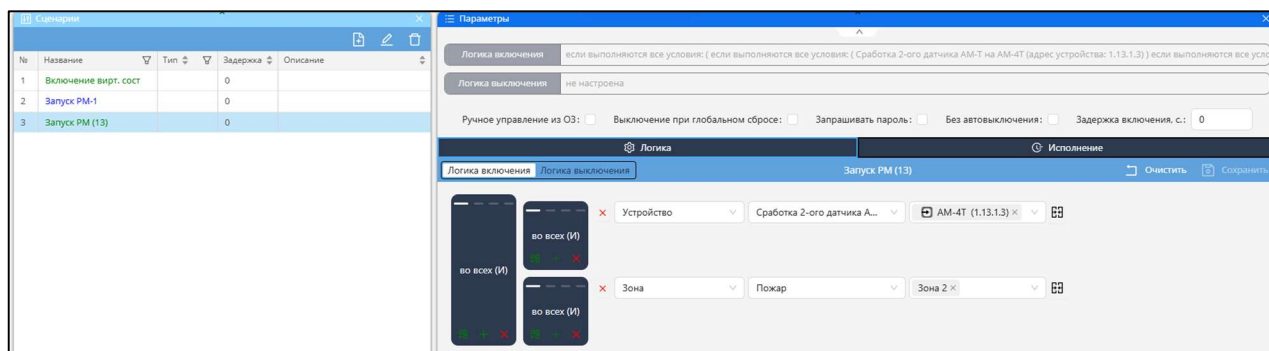 Сценарии
№ Название Тип Задержка Описание
1 Включение вирт. сост 0
2 Запуск РМ-1 0
3 Запуск РМ (13) 0
Параметры
Логика включения если выполняются все условия: ( если выполняются все условия: ( Сработка 2-ого датчика АМ-Т на АМ-4Т (адрес устройства: 1.13.1.3) ) если выполняются все усло
Логика выключения не настроена
Ручное управление из ОЗ: Выключение при глобальном сбросе: Запрашивать пароль: Без автовыключения: Задержка включения, с.: 0
Логика Исполнение
Логика включения Логика выключения Запуск РМ (13) Очистить Сохранить
Устройство Сработка 2-ого датчика А... АМ-4Т (1.13.1.3) ×
во всех (И)
во всех (И)
Зона Пожар Зона 2 ×
во всех (И)